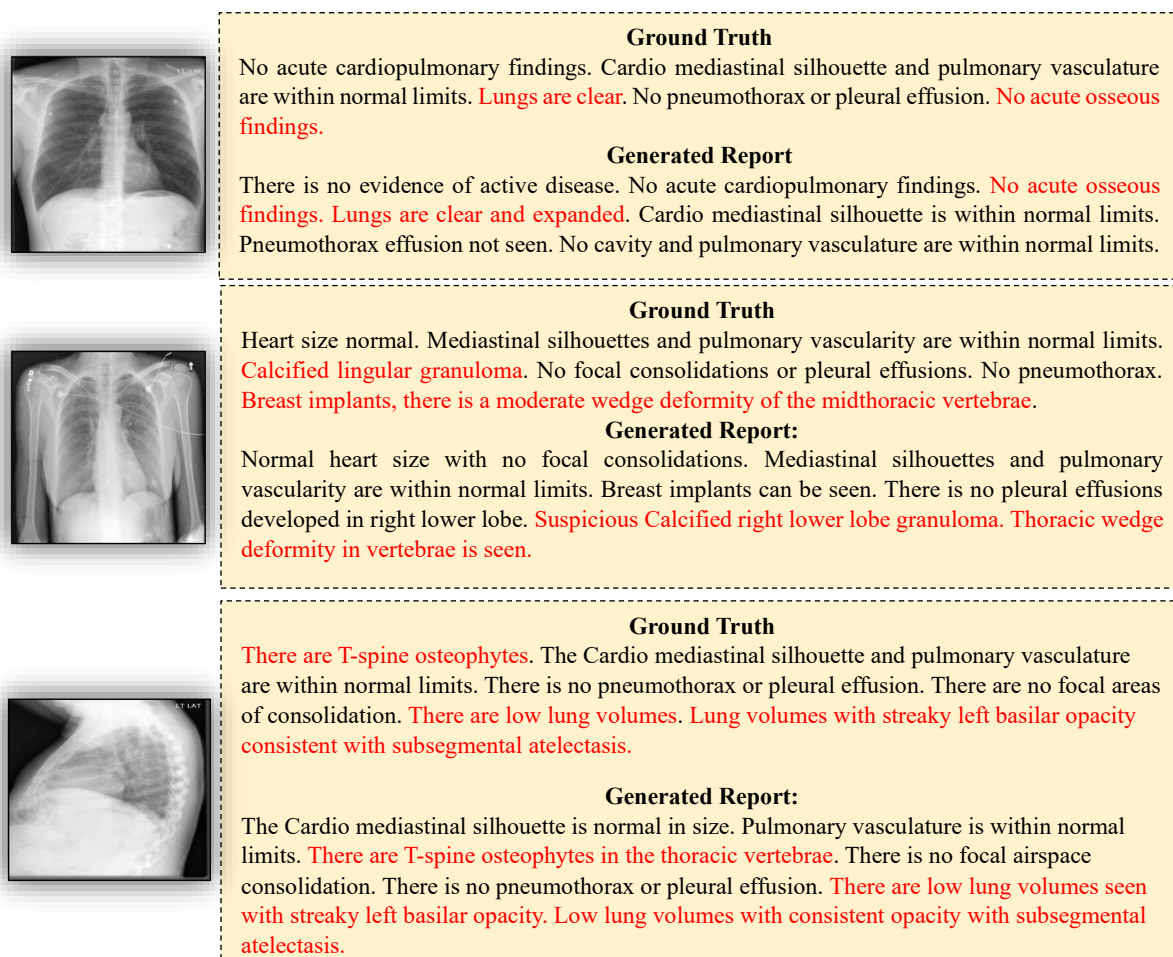 Ground Truth
No acute cardiopulmonary findings. Cardio mediastinal silhouette and pulmonary vasculature
are within normal limits. Lungs are clear. No pneumothorax or pleural effusion. No acute osseous
findings.
Generated Report
There is no evidence of active disease. No acute cardiopulmonary findings. No acute osseous
findings. Lungs are clear and expanded. Cardio mediastinal silhouette is within normal limits.
Pneumothorax effusion not seen. No cavity and pulmonary vasculature are within normal limits.
Ground Truth
Heart size normal. Mediastinal silhouettes and pulmonary vascularity are within normal limits.
Calcified lingular granuloma. No focal consolidations or pleural effusions. No pneumothorax.
Breast implants, there is a moderate wedge deformity of the midthoracic vertebrae.
Generated Report:
Normal heart size with no focal consolidations. Mediastinal silhouettes and pulmonary
vascularity are within normal limits. Breast implants can be seen. There is no pleural effusions
developed in right lower lobe. Suspicious Calcified right lower lobe granuloma. Thoracic wedge
deformity in vertebrae is seen.
LT LAT
Ground Truth
There are T-spine osteophytes. The Cardio mediastinal silhouette and pulmonary vasculature
are within normal limits. There is no pneumothorax or pleural effusion. There are no focal areas
of consolidation. There are low lung volumes. Lung volumes with streaky left basilar opacity
consistent with subsegmental atelectasis.
Generated Report:
The Cardio mediastinal silhouette is normal in size. Pulmonary vasculature is within normal
limits. There are T-spine osteophytes in the thoracic vertebrae. There is no focal airspace
consolidation. There is no pneumothorax or pleural effusion. There are low lung volumes seen
with streaky left basilar opacity. Low lung volumes with consistent opacity with subsegmental
atelectasis.